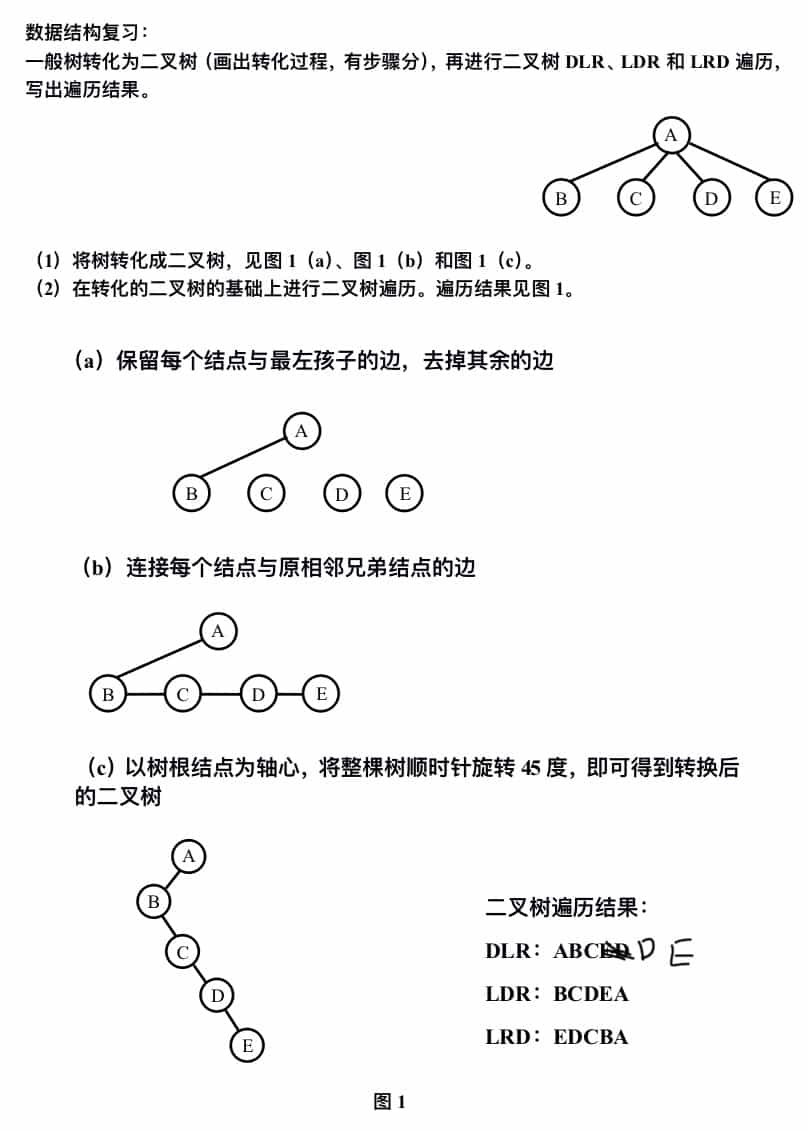 数据结构复习：
一般树转化为二叉树（画出转化过程，有步骤分），再进行二叉树 DLR、LDR 和 LRD 遍历，
写出遍历结果。
A
B C D E
（1）将树转化成二叉树，见图 1（a）、图 1（b）和图 1（c）。
（2）在转化的二叉树的基础上进行二叉树遍历。遍历结果见图 1。
（a）保留每个结点与最左孩子的边，去掉其余的边
A
B C D E
（b）连接每个结点与原相邻兄弟结点的边
A
B C D E
（c）以树根结点为轴心，将整棵树顺时针旋转 45 度，即可得到转换后
的二叉树
A
B
C
D
E
二叉树遍历结果：
DLR：ABC DE
LDR：BCDEA
LRD：EDCBA
图 1